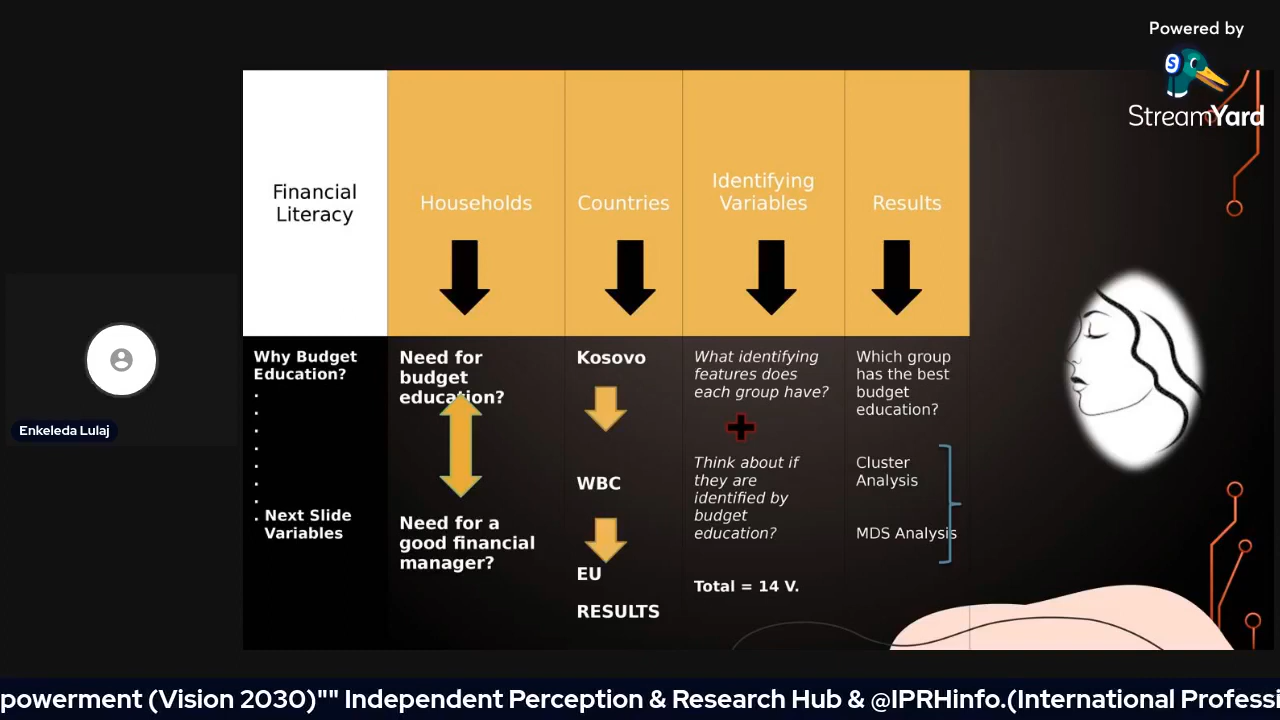 Powered by
S
StreamYard
Financial
Literacy
Households
Countries
Identifying
Variables
Results
Why Budget
Education?
.
.
.
.
.
.
.
. Next Slide
Variables
Need for
budget
education?
Need for a
good financial
manager?
Kosovo
WBC
EU
RESULTS
What identifying
features does
each group have?
Think about if
they are
identified by
budget
education?
Total = 14 V.
Which group
has the best
budget
education?
Cluster
Analysis
MDS Analysis
Enkeleda Lulaj
powerment (Vision 2030)"" Independent Perception & Research Hub & @IPRHinfo.(International Professi